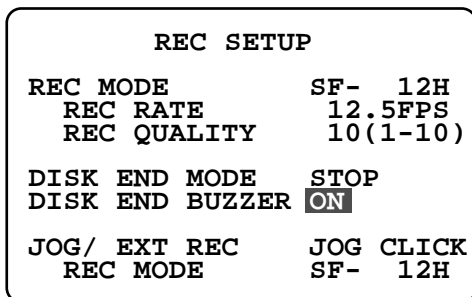 REC SETUP
REC MODE SF- 12H
REC RATE 12.5FPS
REC QUALITY 10(1-10)
DISK END MODE STOP
DISK END BUZZER ON
JOG/ EXT REC JOG CLICK
REC MODE SF- 12H